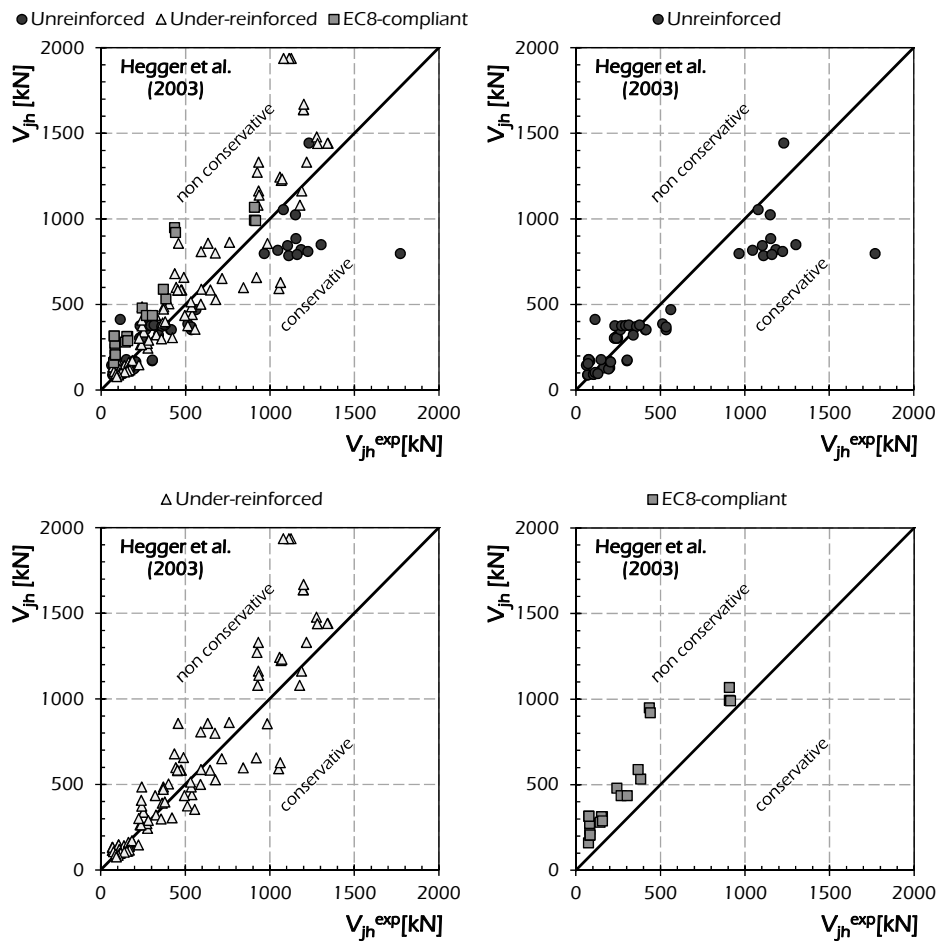 Unreinforced Under-reinforced EC8-compliant
2000
1500
1000
500
0
V_jh [kN]
Hegger et al.
(2003)
non conservative
conservative
0 500 1000 1500 2000
V_jh^exp[kN]
Unreinforced
2000
1500
1000
500
0
V_jh [kN]
Hegger et al.
(2003)
non conservative
conservative
0 500 1000 1500 2000
V_jh^exp[kN]
Under-reinforced
2000
1500
1000
500
0
V_jh [kN]
Hegger et al.
(2003)
non conservative
conservative
0 500 1000 1500 2000
V_jh^exp[kN]
EC8-compliant
2000
1500
1000
500
0
V_jh [kN]
Hegger et al.
(2003)
non conservative
conservative
0 500 1000 1500 2000
V_jh^exp[kN]